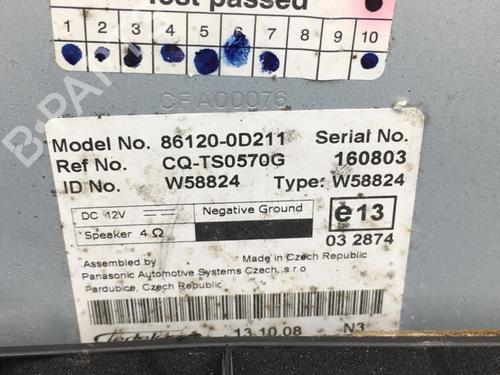 test passed
1 2 3 4 5 6 7 8 9 10
CFA00076
Model No. 86120-0D211 Serial No.
Ref No. CQ-TS0570G 160803
ID No. W58824 Type: W58824
DC 12V Negative Ground e13
Speaker 4 Ω 03 2874
Assembled by Made in Czech Republic
Panasonic Automotive Systems Czech, s.r.o
Pardubice, Czech Republic
13.10.08 N3